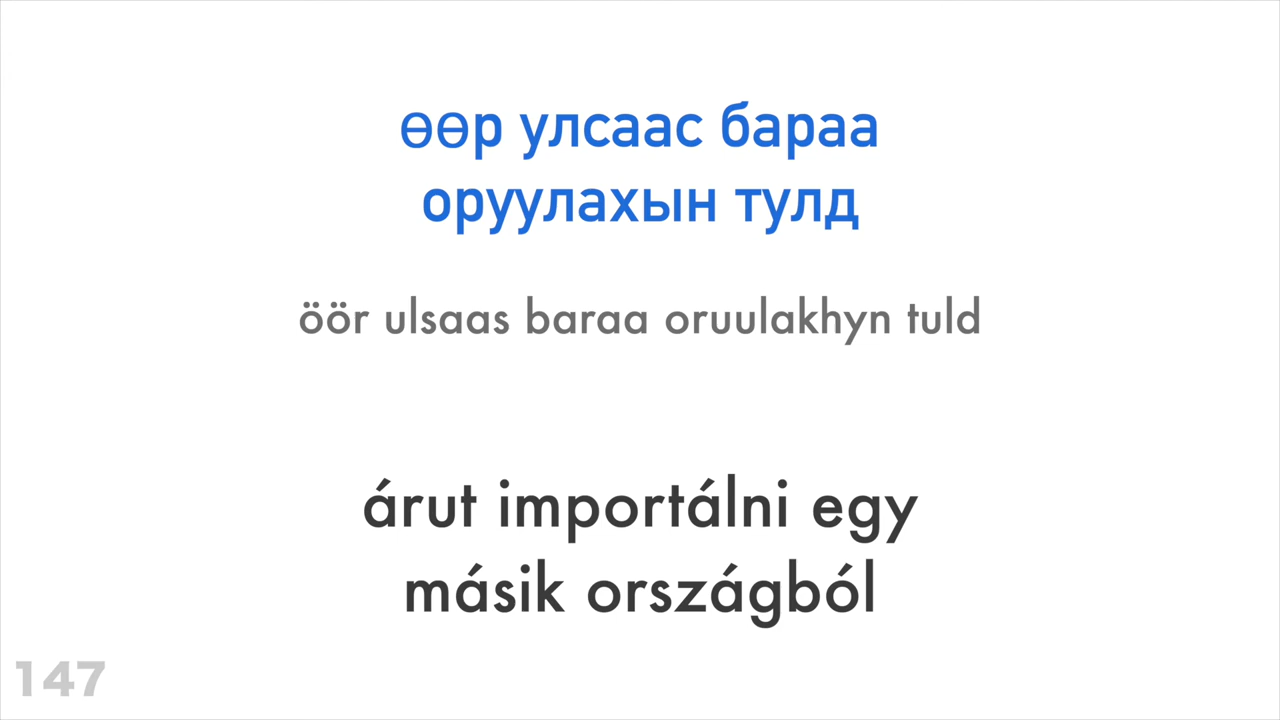 өөр улсаас бараа
оруулахын тулд
öör ulsaas baraa oruulakhyn tuld
árut importálni egy
másik országból
147